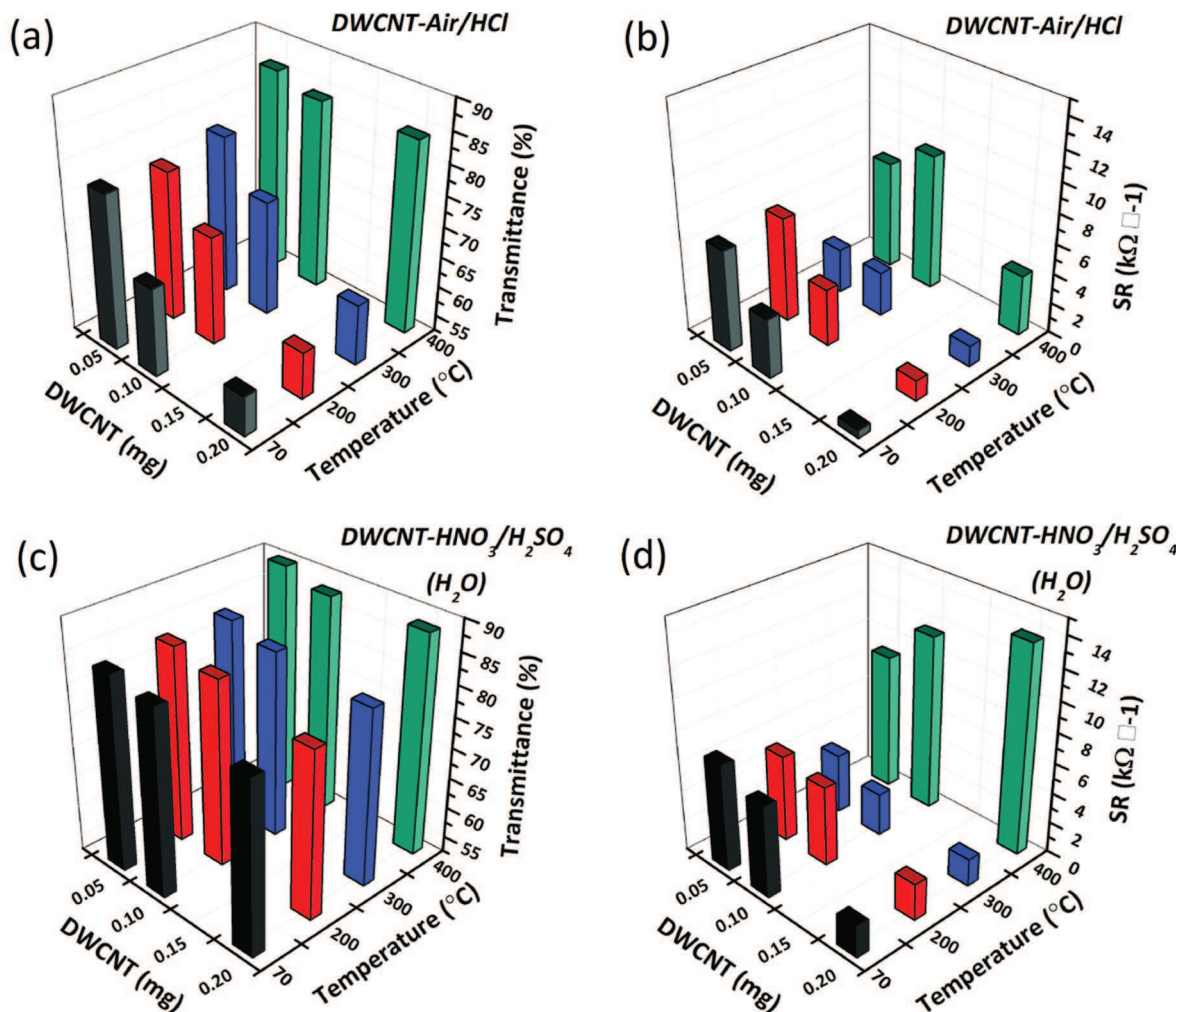 (a)
DWCNT-Air/HCl
90
85
80
75
70
65
60
55
Transmittance (%)
0.05
0.10
0.15
0.20
DWCNT (mg)
70
200
300
400
Temperature (°C)
(b)
DWCNT-Air/HCl
14
12
10
8
6
4
2
0
SR (kΩ □-1)
0.05
0.10
0.15
0.20
DWCNT (mg)
70
200
300
400
Temperature (°C)
(c)
DWCNT-HNO₃/H₂SO₄
(H₂O)
90
85
80
75
70
65
60
55
Transmittance (%)
0.05
0.10
0.15
0.20
DWCNT (mg)
70
200
300
400
Temperature (°C)
(d)
DWCNT-HNO₃/H₂SO₄
(H₂O)
14
12
10
8
6
4
2
0
SR (kΩ □-1)
0.05
0.10
0.15
0.20
DWCNT (mg)
70
200
300
400
Temperature (°C)